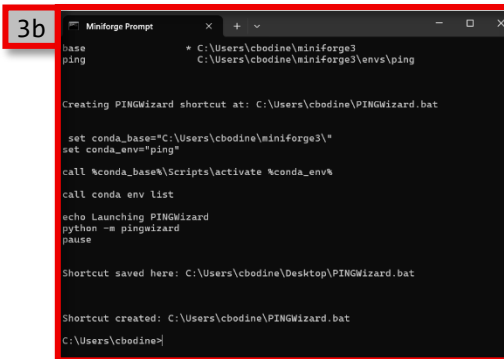 3b
Miniforge Prompt
base * C:\Users\cbodine\miniforge3
ping C:\Users\cbodine\miniforge3\envs\ping
Creating PINGWizard shortcut at: C:\Users\cbodine\PINGWizard.bat
set conda_base="C:\Users\cbodine\miniforge3\"
set conda_env="ping"
call %conda_base%\Scripts\activate %conda_env%
call conda env list
echo Launching PINGWizard
python -m pingwizard
pause
Shortcut saved here: C:\Users\cbodine\Desktop\PINGWizard.bat
Shortcut created: C:\Users\cbodine\PINGWizard.bat
C:\Users\cbodine>